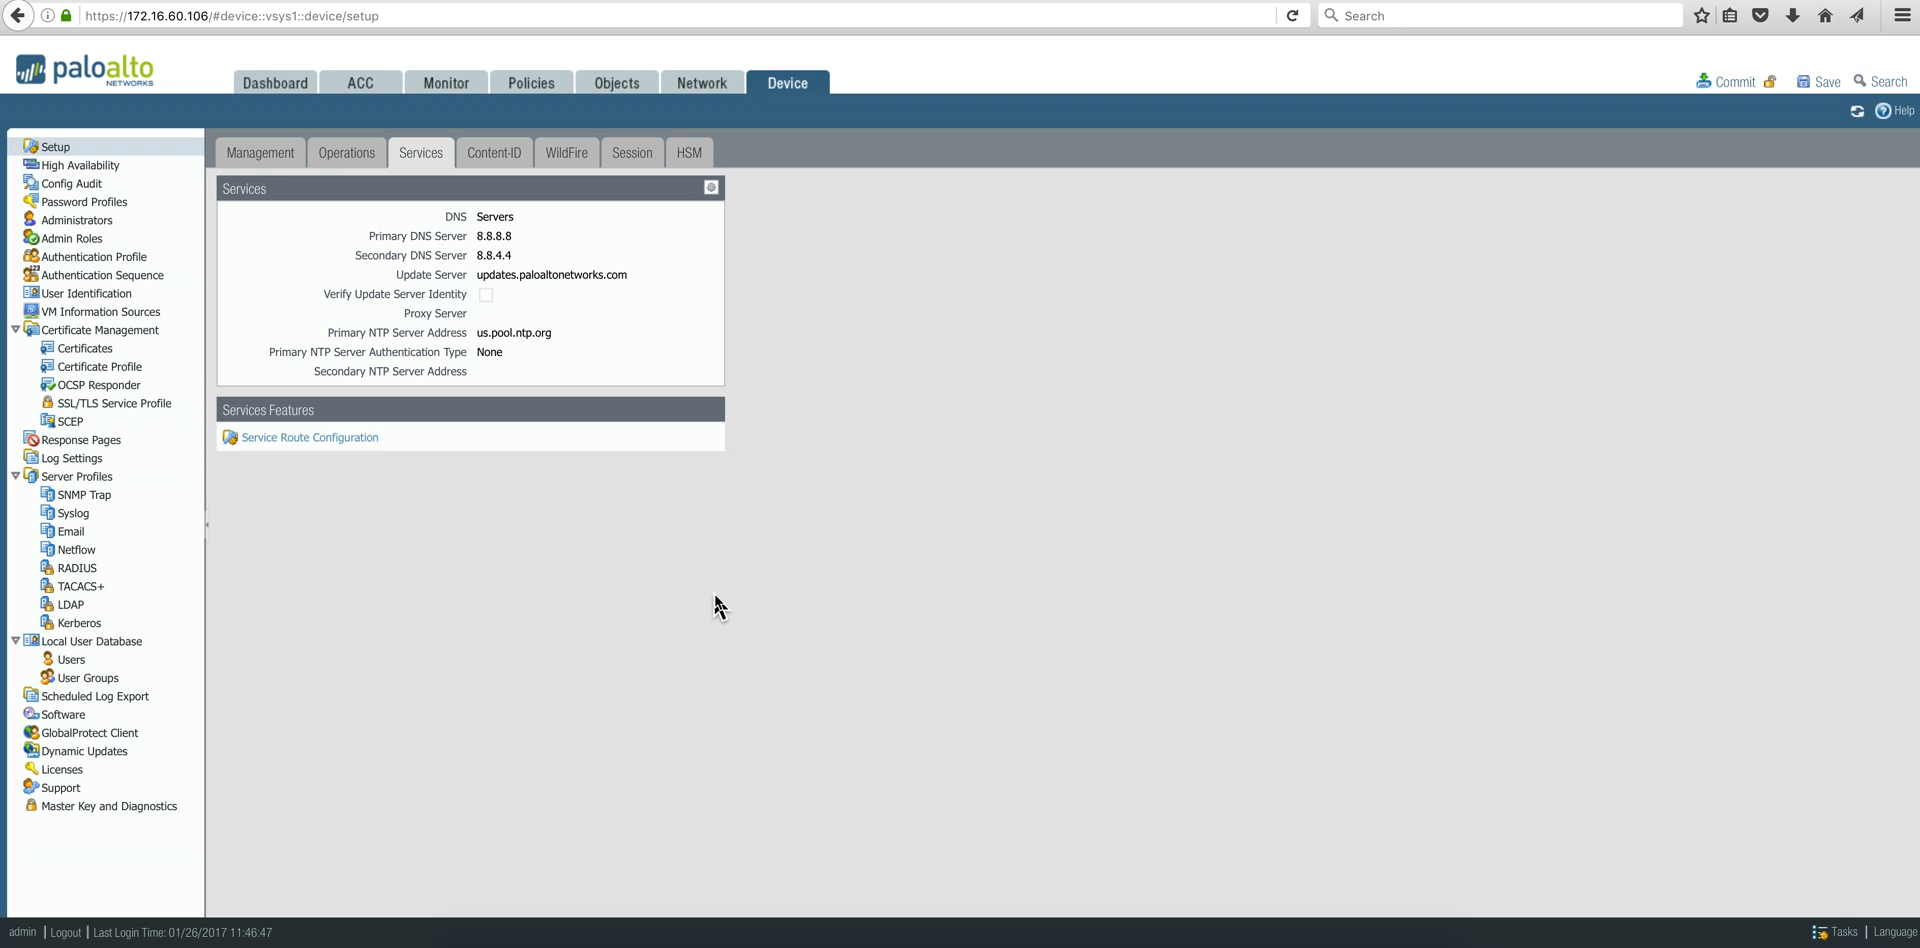 https://172.16.60.106/#device::vsys1::device/setup
Search
paloalto
NETWORKS
Dashboard
ACC
Monitor
Policies
Objects
Network
Device
Commit
Save
Search
Help
Setup
High Availability
Config Audit
Password Profiles
Administrators
Admin Roles
Authentication Profile
Authentication Sequence
User Identification
VM Information Sources
Certificate Management
Certificates
Certificate Profile
OCSP Responder
SSL/TLS Service Profile
SCEP
Response Pages
Log Settings
Server Profiles
SNMP Trap
Syslog
Email
Netflow
RADIUS
TACACS+
LDAP
Kerberos
Local User Database
Users
User Groups
Scheduled Log Export
Software
GlobalProtect Client
Dynamic Updates
Licenses
Support
Master Key and Diagnostics
Management
Operations
Services
Content-ID
WildFire
Session
HSM
Services
DNS Servers
Primary DNS Server 8.8.8.8
Secondary DNS Server 8.8.4.4
Update Server updates.paloaltonetworks.com
Verify Update Server Identity
Proxy Server
Primary NTP Server Address us.pool.ntp.org
Primary NTP Server Authentication Type None
Secondary NTP Server Address
Services Features
Service Route Configuration
admin | Logout | Last Login Time: 01/26/2017 11:46:47
Tasks | Language